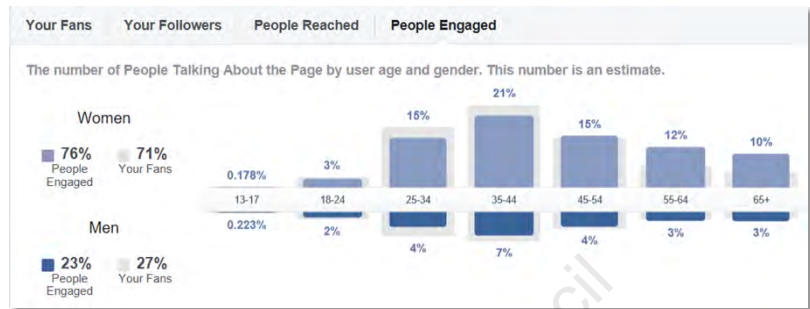 Your Fans Your Followers People Reached People Engaged
The number of People Talking About the Page by user age and gender. This number is an estimate.
Women
76% 71%
People Engaged Your Fans
0.178% 3% 15% 21% 15% 12% 10%
13-17 18-24 25-34 35-44 45-54 55-64 65+
0.223% 2% 4% 7% 4% 3% 3%
Men
23% 27%
People Engaged Your Fans
cil